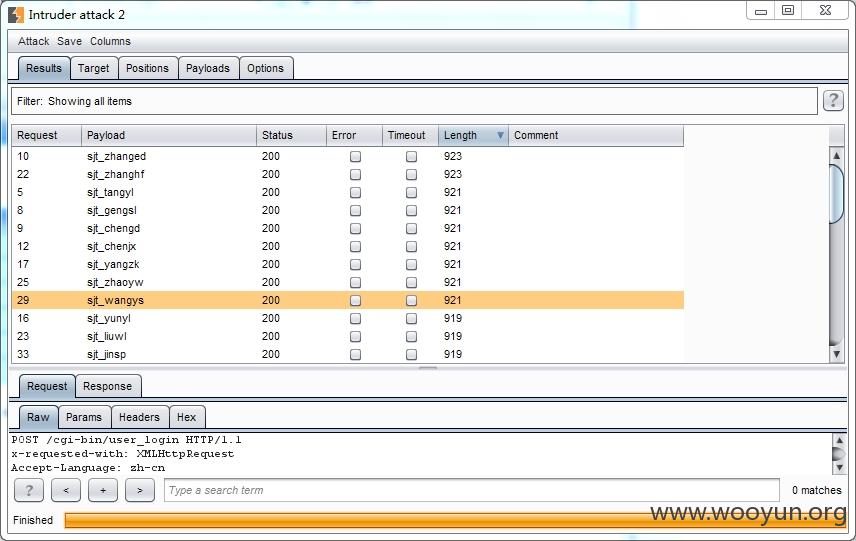 Intruder attack 2
Attack Save Columns
Results Target Positions Payloads Options
Filter: Showing all items ?
Request Payload Status Error Timeout Length Comment
10 sjt_zhanged 200 923
22 sjt_zhanghf 200 923
5 sjt_tangyl 200 921
8 sjt_gengsl 200 921
9 sjt_chengd 200 921
12 sjt_chenjx 200 921
17 sjt_yangzk 200 921
25 sjt_zhaoyw 200 921
29 sjt_wangys 200 921
16 sjt_yunyl 200 919
23 sjt_liuwl 200 919
33 sjt_jinsp 200 919
Request Response
Raw Params Headers Hex
POST /cgi-bin/user_login HTTP/1.1
x-requested-with: XMLHttpRequest
Accept-Language: zh-cn
? < + > Type a search term 0 matches
www.wooyun.org
Finished